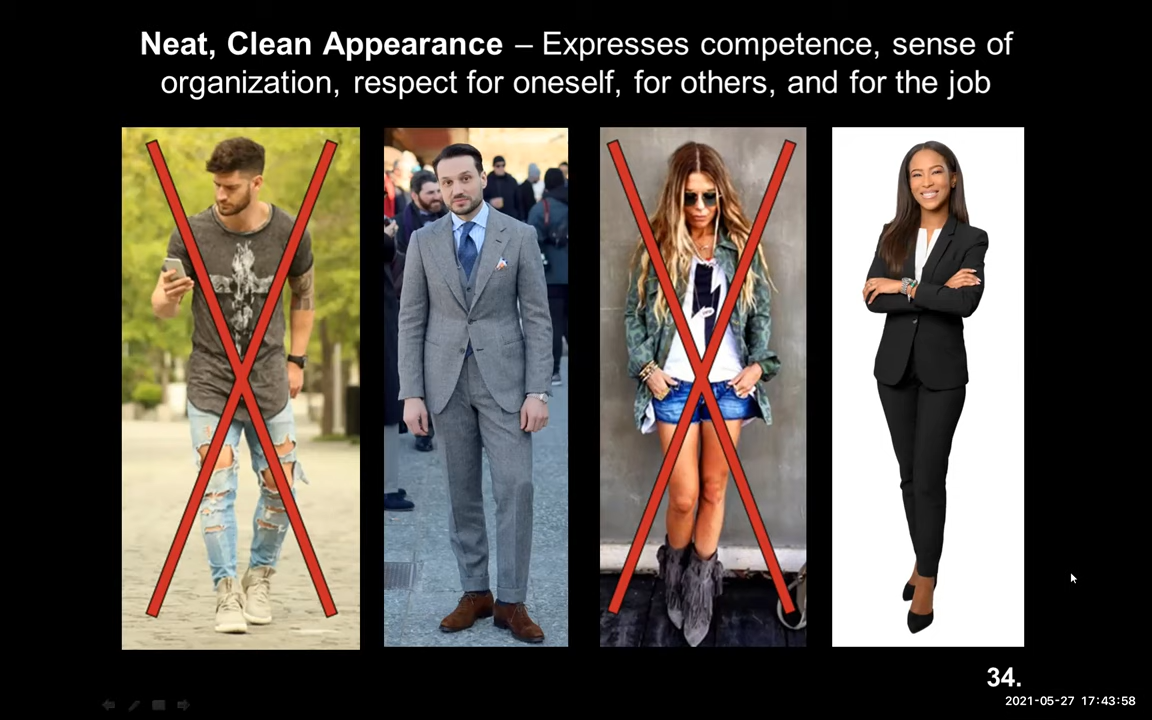 Neat, Clean Appearance – Expresses competence, sense of
organization, respect for oneself, for others, and for the job
34.
2021-05-27 17:43:58